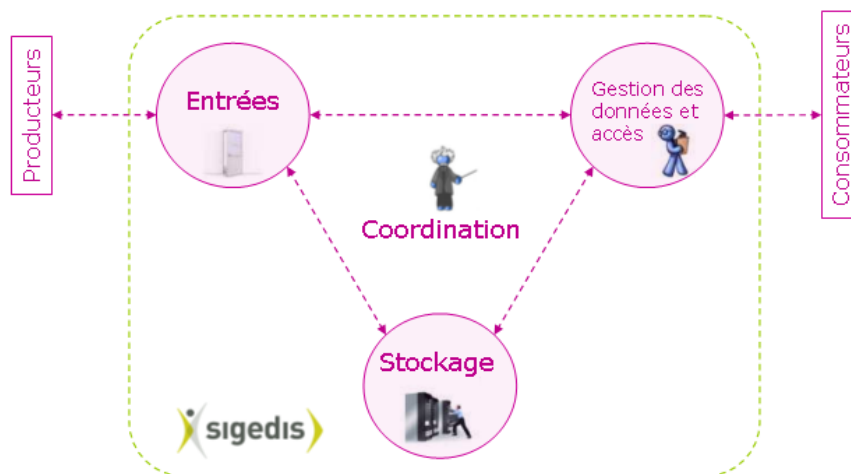 Producteurs
Entrées
Gestion des
données et
accès
Consommateurs
Coordination
Stockage
sigedis